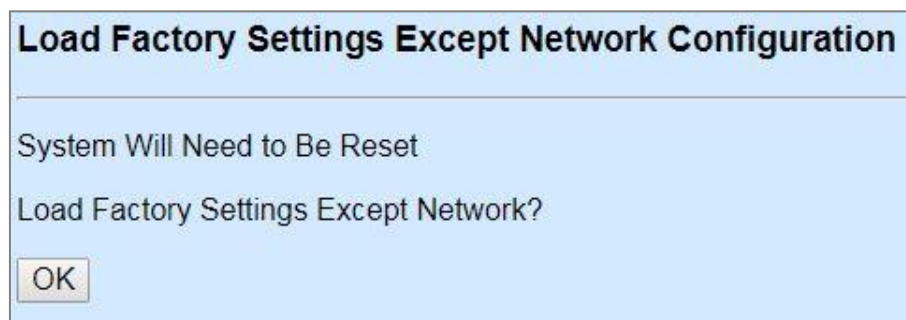 Load Factory Settings Except Network Configuration
System Will Need to Be Reset
Load Factory Settings Except Network?
OK